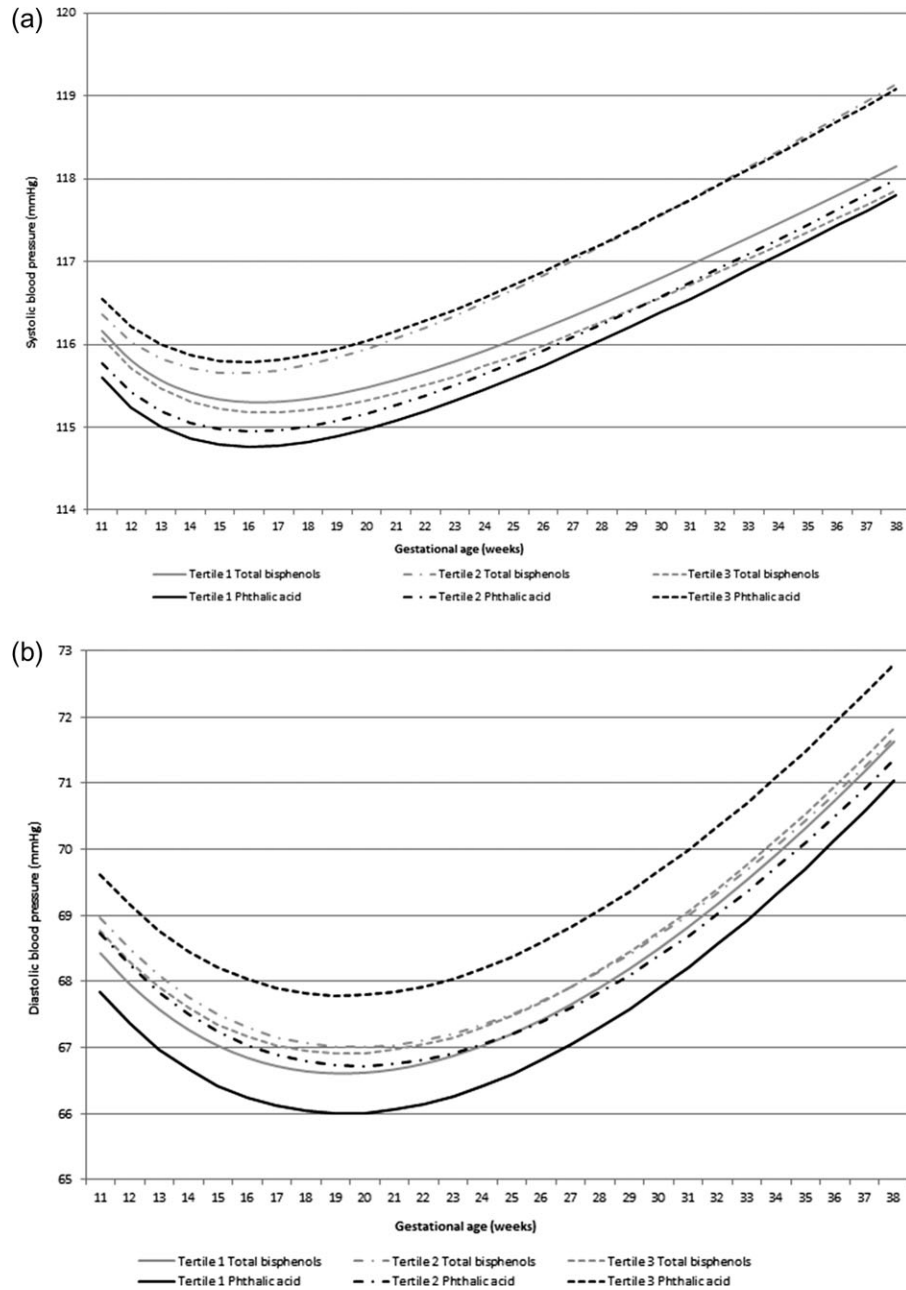 (a)
120
119
118
117
116
115
114
Systolic blood pressure (mmHg)
11 12 13 14 15 16 17 18 19 20 21 22 23 24 25 26 27 28 29 30 31 32 33 34 35 36 37 38
Gestational age (weeks)
Tertile 1 Total bisphenols Tertile 2 Total bisphenols Tertile 3 Total bisphenols
Tertile 1 Phthalic acid Tertile 2 Phthalic acid Tertile 3 Phthalic acid
(b)
73
72
71
70
69
68
67
66
65
Diastolic blood pressure (mmHg)
11 12 13 14 15 16 17 18 19 20 21 22 23 24 25 26 27 28 29 30 31 32 33 34 35 36 37 38
Gestational age (weeks)
Tertile 1 Total bisphenols Tertile 2 Total bisphenols Tertile 3 Total bisphenols
Tertile 1 Phthalic acid Tertile 2 Phthalic acid Tertile 3 Phthalic acid